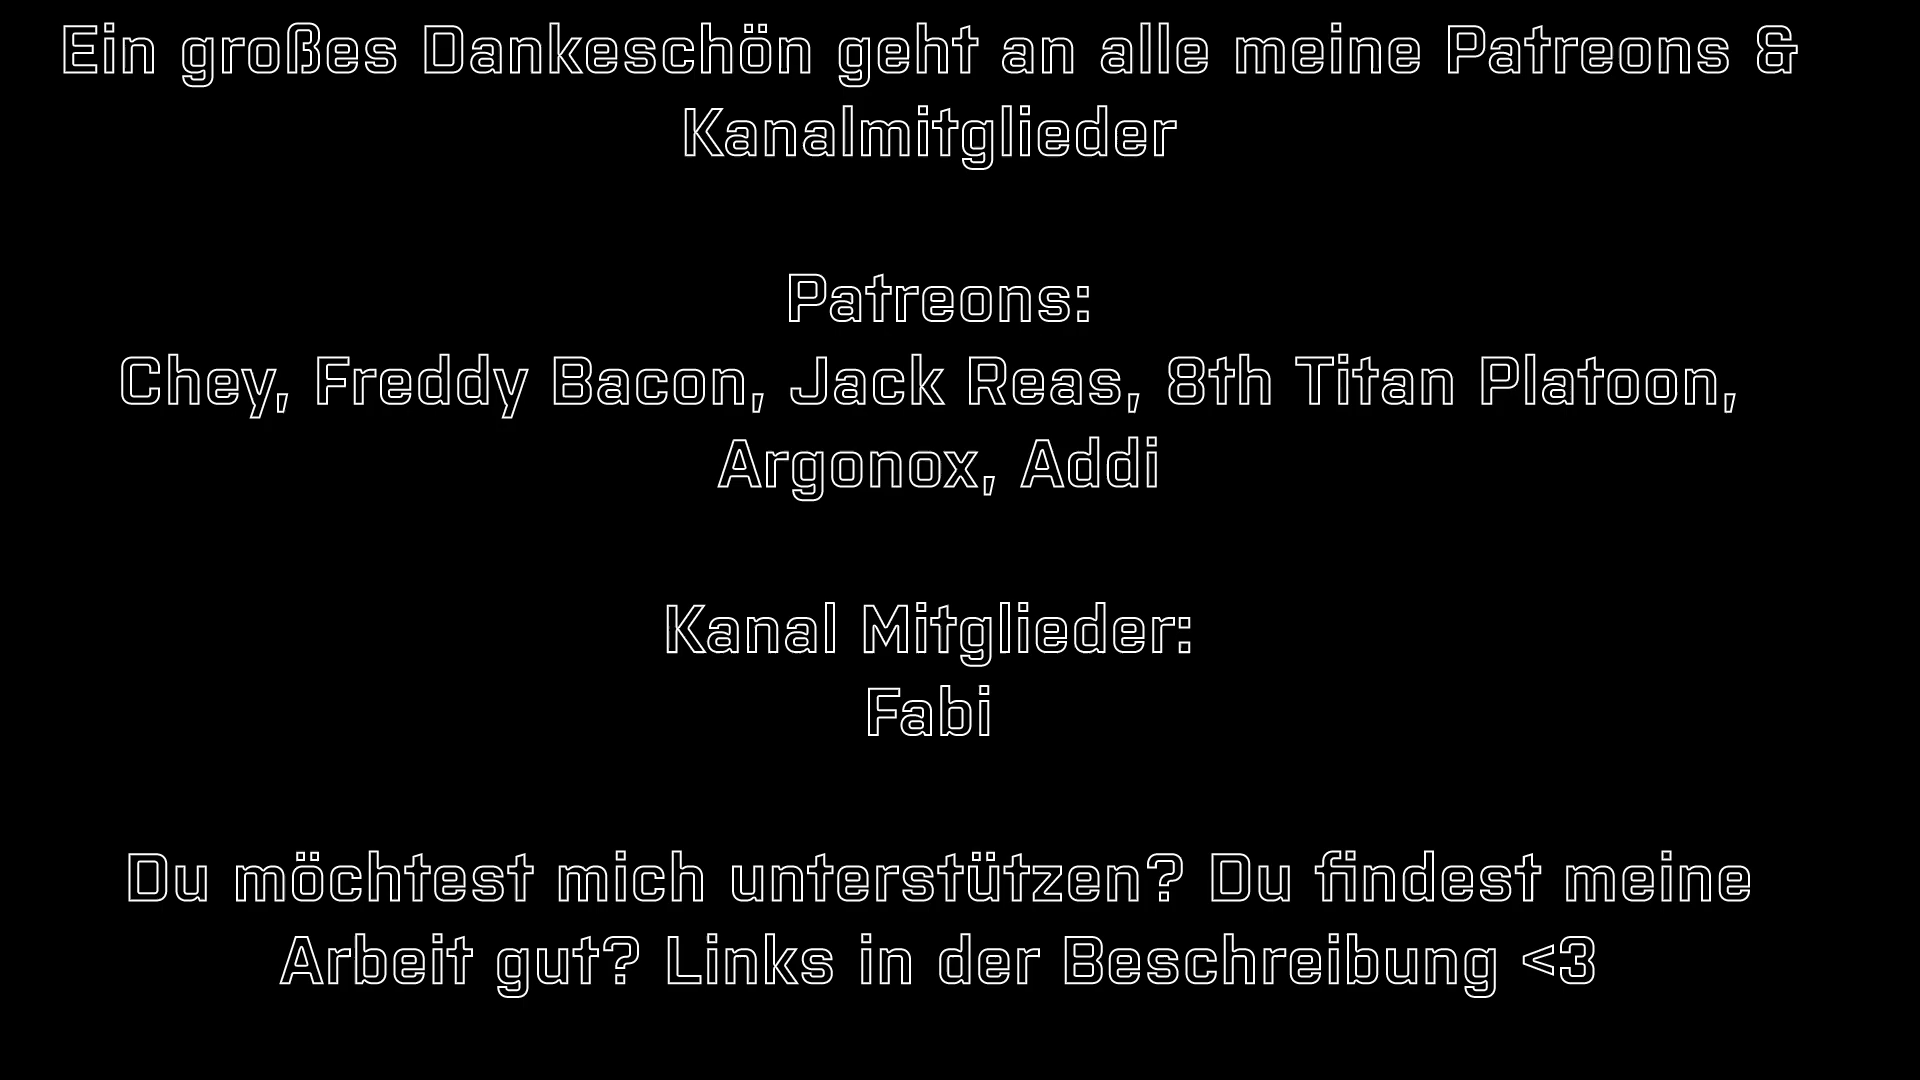 Ein großes Dankeschön geht an alle meine Patreons &
Kanalmitglieder
Patreons:
Chey, Freddy Bacon, Jack Reas, 8th Titan Platoon,
Argonox, Addi
Kanal Mitglieder:
Fabi
Du möchtest mich unterstützen? Du findest meine
Arbeit gut? Links in der Beschreibung <3